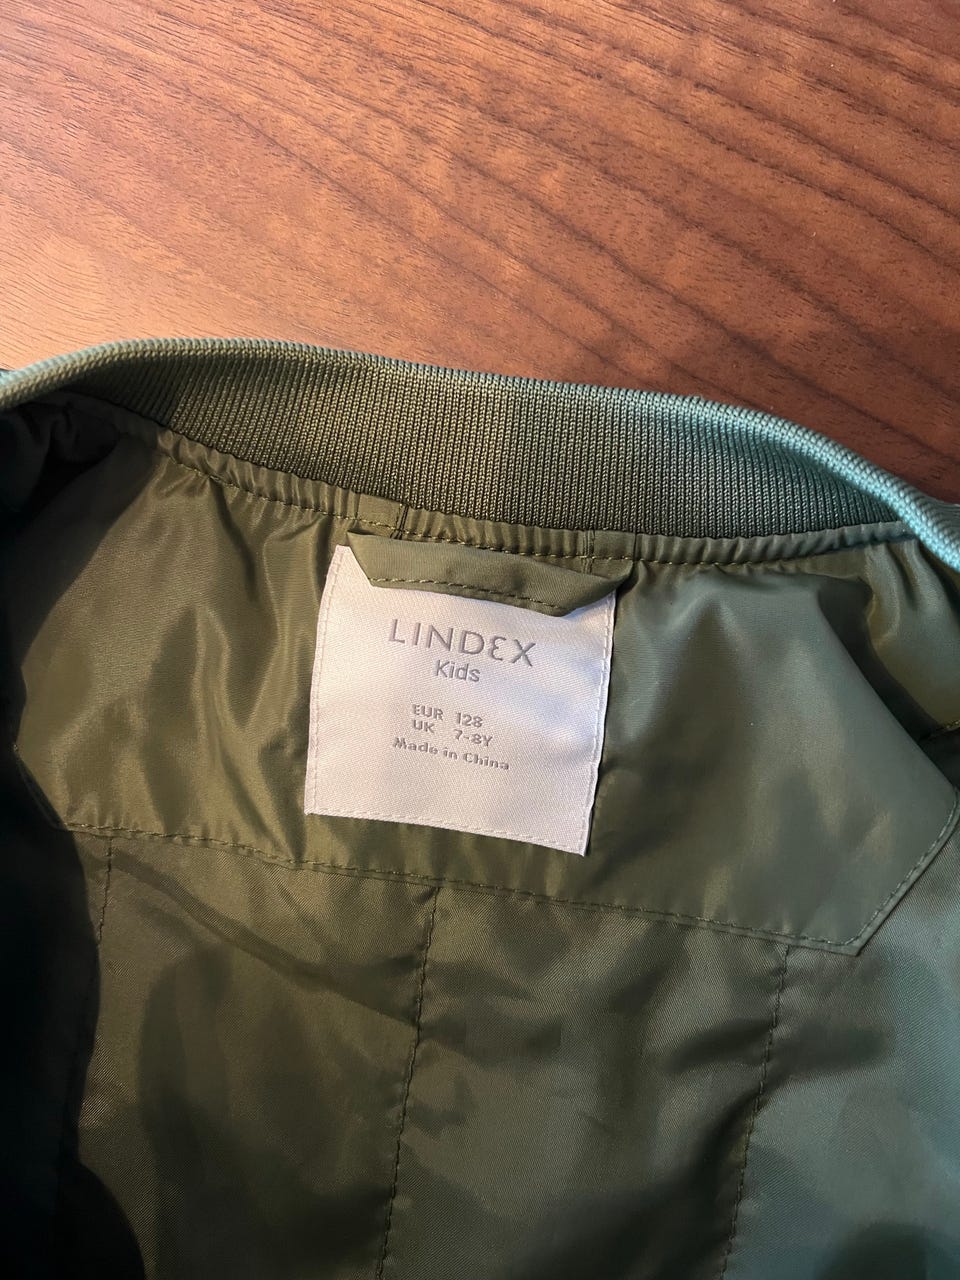 LINDEX
Kids
EUR 128
UK 7-8Y
Made in China